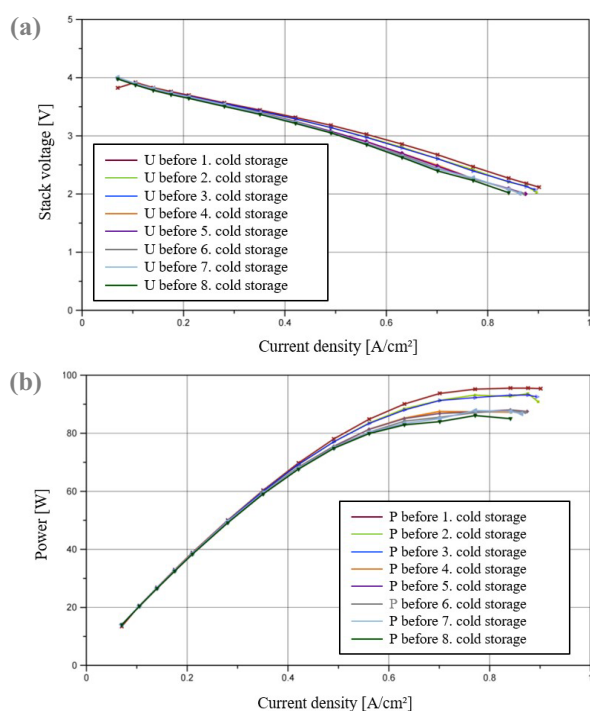 (a)
5
4
3
2
1
0
Stack voltage [V]
U before 1. cold storage
U before 2. cold storage
U before 3. cold storage
U before 4. cold storage
U before 5. cold storage
U before 6. cold storage
U before 7. cold storage
U before 8. cold storage
0 0.2 0.4 0.6 0.8 1
Current density [A/cm²]
(b)
100
80
60
40
20
0
Power [W]
P before 1. cold storage
P before 2. cold storage
P before 3. cold storage
P before 4. cold storage
P before 5. cold storage
P before 6. cold storage
P before 7. cold storage
P before 8. cold storage
0 0.2 0.4 0.6 0.8 1
Current density [A/cm²]